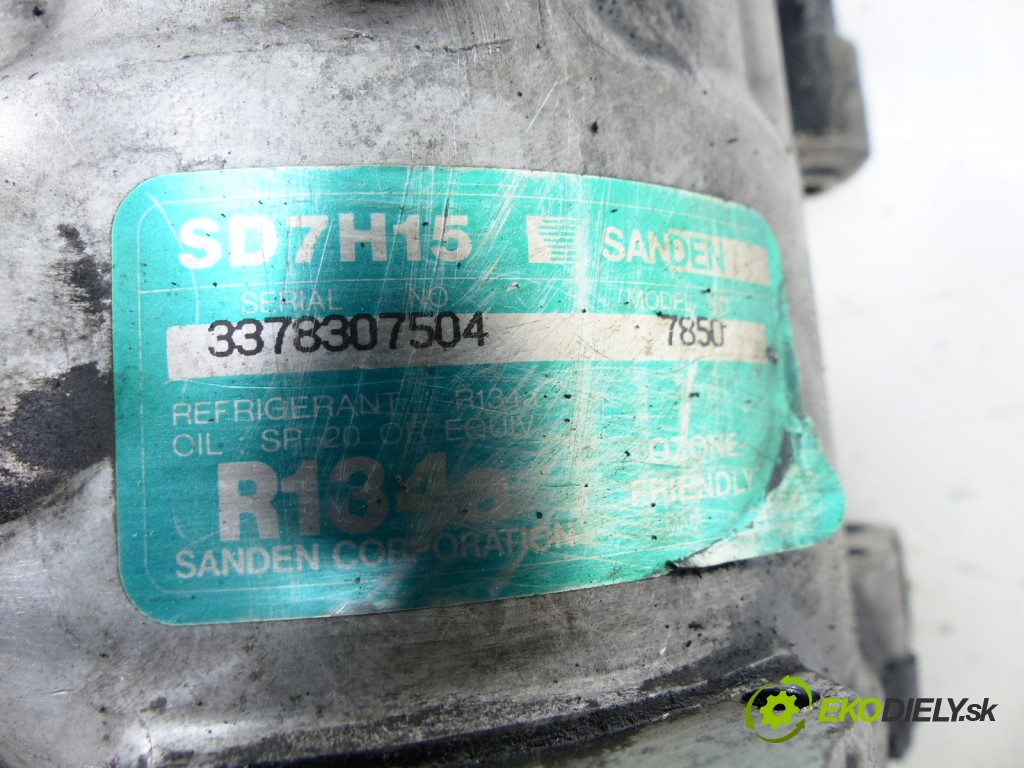 SD7H15 SANDEN
SERIAL NO MODEL
3378307504 7850
REFRIGERANT R134a
OIL : SP-20 OR EQUIV
OZONE
R134a FRIENDLY
SANDEN CORPORATION
EKODIELY.sk